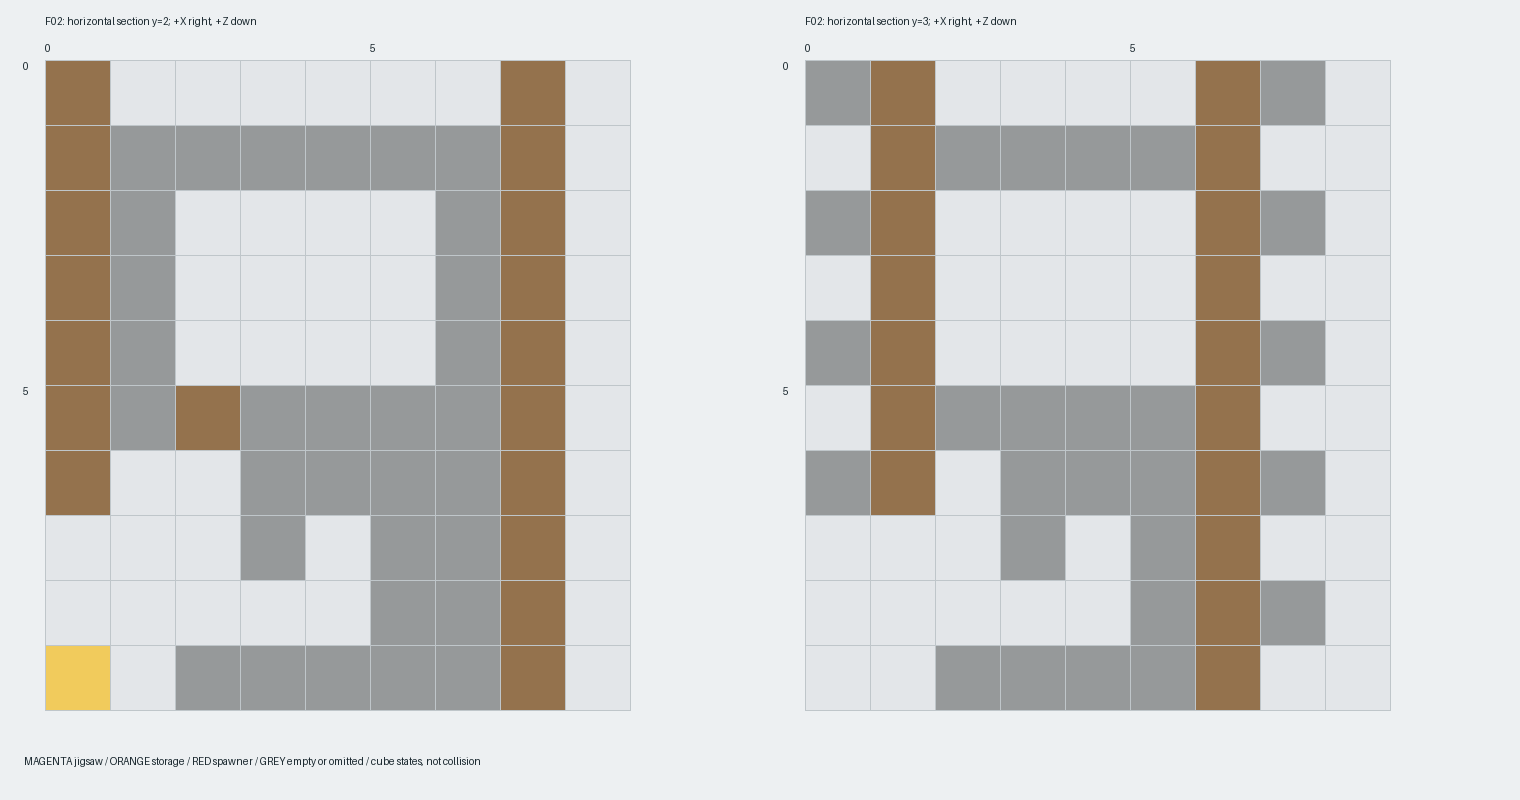 F02: horizontal section y=2; +X right, +Z down
0 5
0
5
F02: horizontal section y=3; +X right, +Z down
0 5
0
5
MAGENTA jigsaw / ORANGE storage / RED spawner / GREY empty or omitted / cube states, not collision